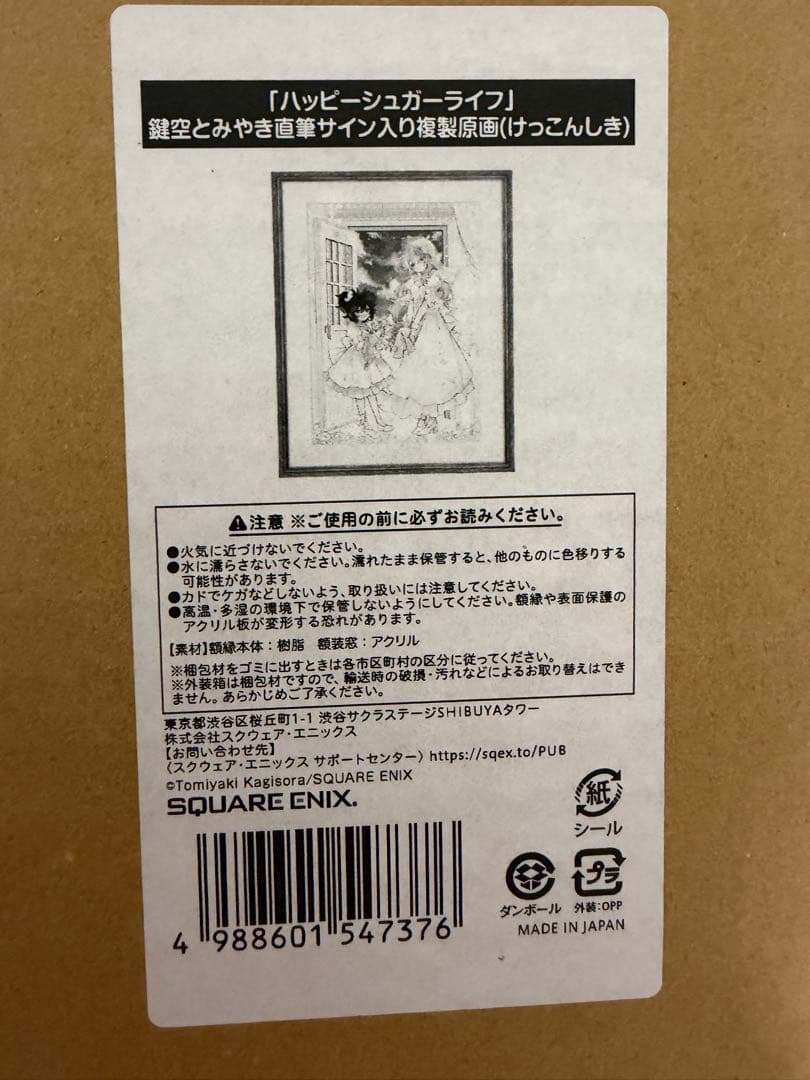 「ハッピーシュガーライフ」
鍵空とみやき直筆サイン入り複製原画(けっこんしき)
注意 ※ご使用の前に必ずお読みください。
●火気に近づけないでください。
●水に濡らさないでください。濡れたまま保管すると、他のものに色移りする
可能性があります。
●カドでケガなどしないよう、取り扱いには注意してください。
●高温・多湿の環境下で保管しないようにしてください。額縁や表面保護の
アクリル板が変形する恐れがあります。
【素材】額縁本体：樹脂 額装窓：アクリル
※梱包材をゴミに出すときは各市区町村の区分に従ってください。
※外装箱は梱包材ですので、輸送時の破損・汚れなどによるお取り替えはでき
ません。あらかじめご了承ください。
東京都渋谷区桜丘町1-1 渋谷サクラステージSHIBUYAタワー
株式会社スクウェア・エニックス
【お問い合わせ先】
〈スクウェア・エニックス サポートセンター〉https://sqex.to/PUB
©Tomiyaki Kagisora/SQUARE ENIX
SQUARE ENIX.
紙
シール
プラ
ダンボール 外装:OPP
MADE IN JAPAN
4 988601 547376